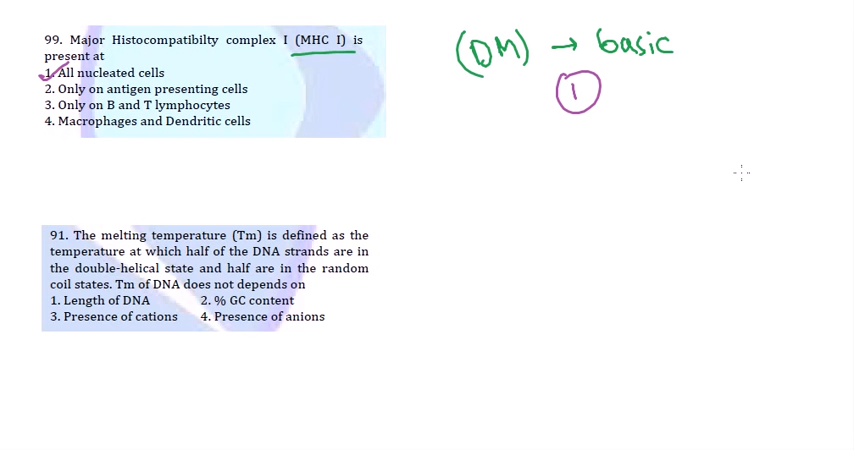 99. Major Histocompatibilty complex I (MHC I) is
present at
1. All nucleated cells
2. Only on antigen presenting cells
3. Only on B and T lymphocytes
4. Macrophages and Dendritic cells
(DM) → basic
1
91. The melting temperature (Tm) is defined as the
temperature at which half of the DNA strands are in
the double-helical state and half are in the random
coil states. Tm of DNA does not depends on
1. Length of DNA 2. % GC content
3. Presence of cations 4. Presence of anions